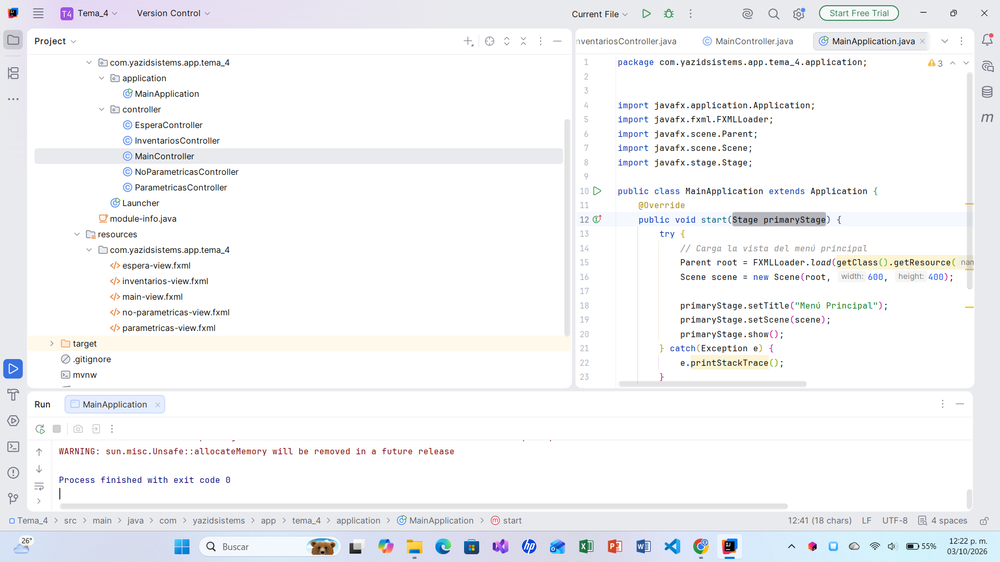 T4 Tema_4
Version Control
Current File
Start Free Trial
Project
com.yazidsistems.app.tema_4
application
MainApplication
controller
EsperaController
InventariosController
MainController
NoParametricasController
ParametricasController
Launcher
module-info.java
resources
com.yazidsistems.app.tema_4
espera-view.fxml
inventarios-view.fxml
main-view.fxml
no-parametricas-view.fxml
parametricas-view.fxml
target
.gitignore
mvnw
nventariosController.java
MainController.java
MainApplication.java
3
1 package com.yazidsistems.app.tema_4.application;
2
3
4 import javafx.application.Application;
5 import javafx.fxml.FXMLLoader;
6 import javafx.scene.Parent;
7 import javafx.scene.Scene;
8 import javafx.stage.Stage;
9
10 public class MainApplication extends Application {
11 @Override
12 public void start(Stage primaryStage) {
13 try {
14 // Carga la vista del menú principal
15 Parent root = FXMLLoader.load(getClass().getResource( nam
16 Scene scene = new Scene(root, width: 600, height: 400);
17
18 primaryStage.setTitle("Menú Principal");
19 primaryStage.setScene(scene);
20 primaryStage.show();
21 } catch(Exception e) {
22 e.printStackTrace();
23 }
Run
MainApplication
WARNING: sun.misc.Unsafe::allocateMemory will be removed in a future release
Process finished with exit code 0
Tema_4 > src > main > java > com > yazidsistems > app > tema_4 > application > MainApplication > start
12:41 (18 chars)
LF
UTF-8
4 spaces
26°
Buscar
55%
12:22 p. m.
03/10/2026